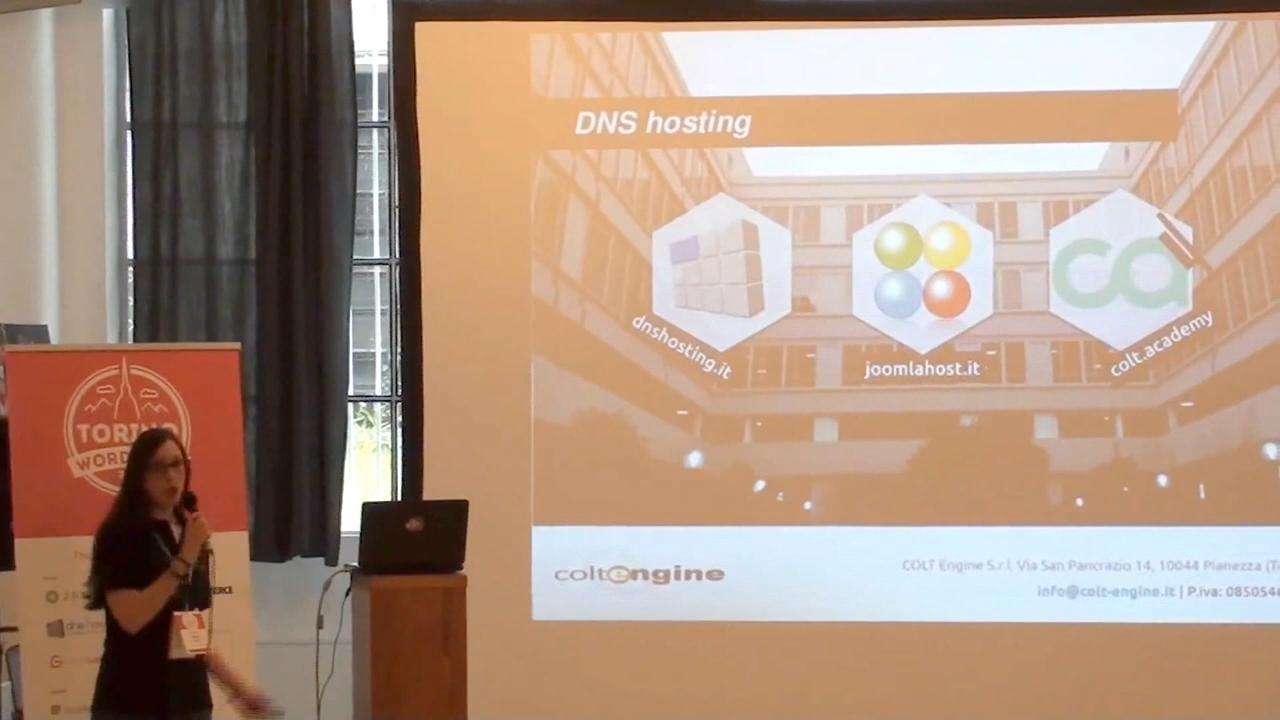 DNS hosting
dnshosting.it
joomlahost.it
ca
colt.academy
coltengine
COLT Engine S.r.l. Via San Pancrazio 14, 10044 Pianezza
info@colt-engine.it | P.iva:
TORINO